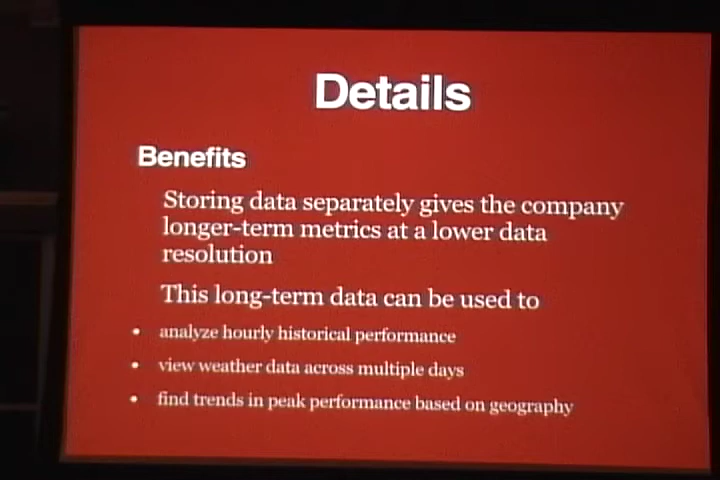 Details
Benefits
Storing data separately gives the company
longer-term metrics at a lower data
resolution
This long-term data can be used to
• analyze hourly historical performance
• view weather data across multiple days
• find trends in peak performance based on geography